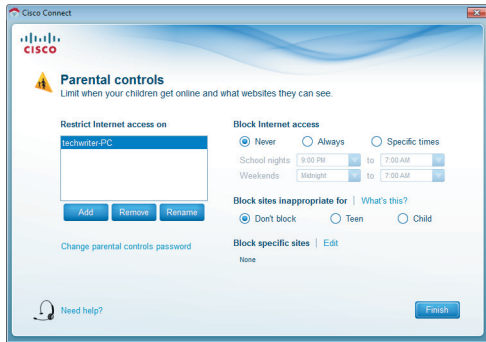 Cisco Connect
CISCO
Parental controls
Limit when your children get online and what websites they can see.
Restrict Internet access on
techwriter-PC
Add Remove Rename
Change parental controls password
Block Internet access
Never Always Specific times
School nights 9:00 PM to 7:00 AM
Weekends Midnight to 7:00 AM
Block sites inappropriate for | What's this?
Don't block Teen Child
Block specific sites | Edit
None
Need help?
Finish